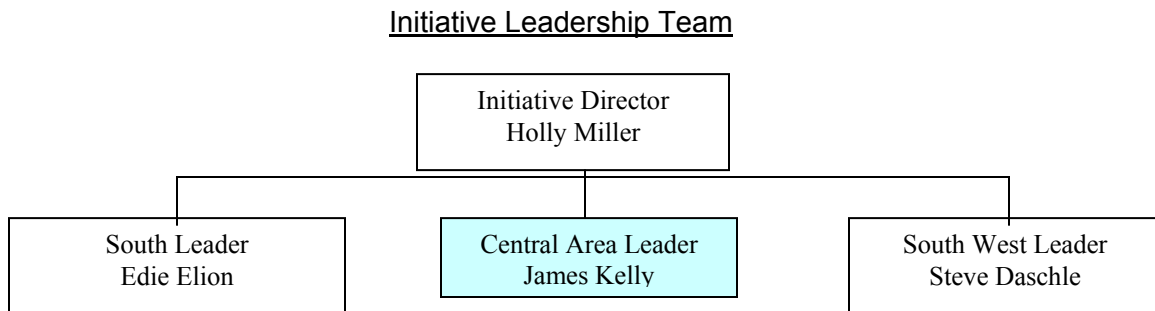 Initiative Leadership Team
Initiative Director
Holly Miller
South Leader
Edie Elion
Central Area Leader
James Kelly
South West Leader
Steve Daschle